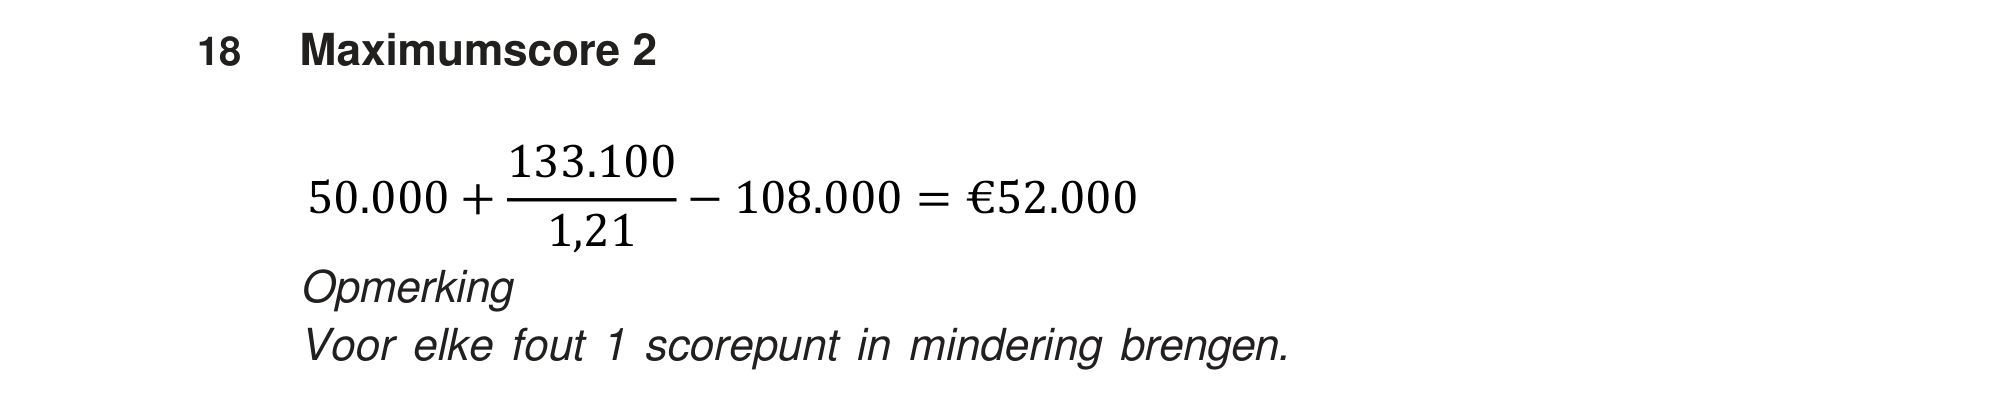 18 Maximumscore 2
50.000 + 133.100 / 1,21 − 108.000 = €52.000
Opmerking
Voor elke fout 1 scorepunt in mindering brengen.